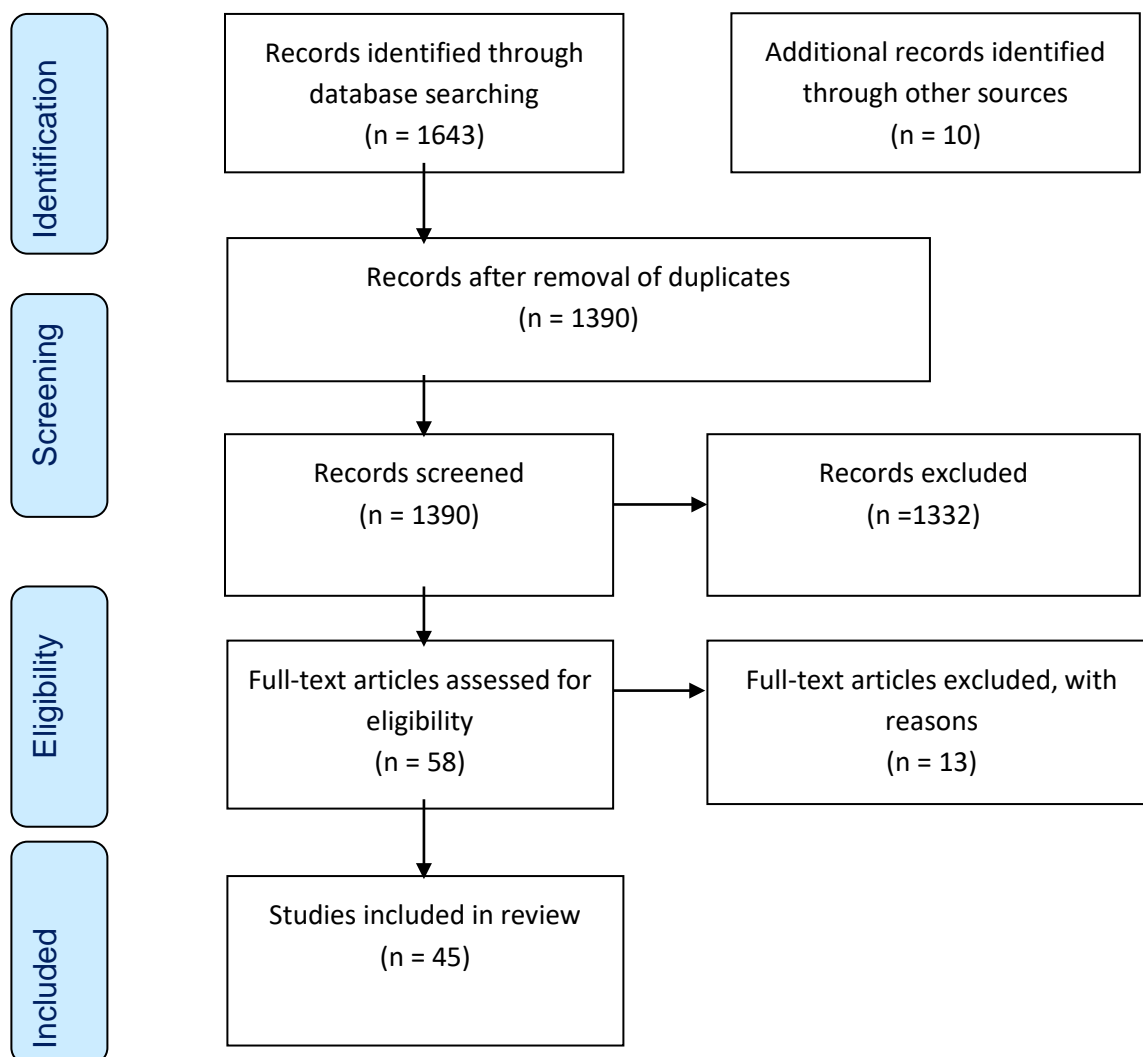 Identification
Records identified through
database searching
(n = 1643)
Additional records identified
through other sources
(n = 10)
Records after removal of duplicates
(n = 1390)
Screening
Records screened
(n = 1390)
Records excluded
(n =1332)
Eligibility
Full-text articles assessed for
eligibility
(n = 58)
Full-text articles excluded, with
reasons
(n = 13)
Included
Studies included in review
(n = 45)